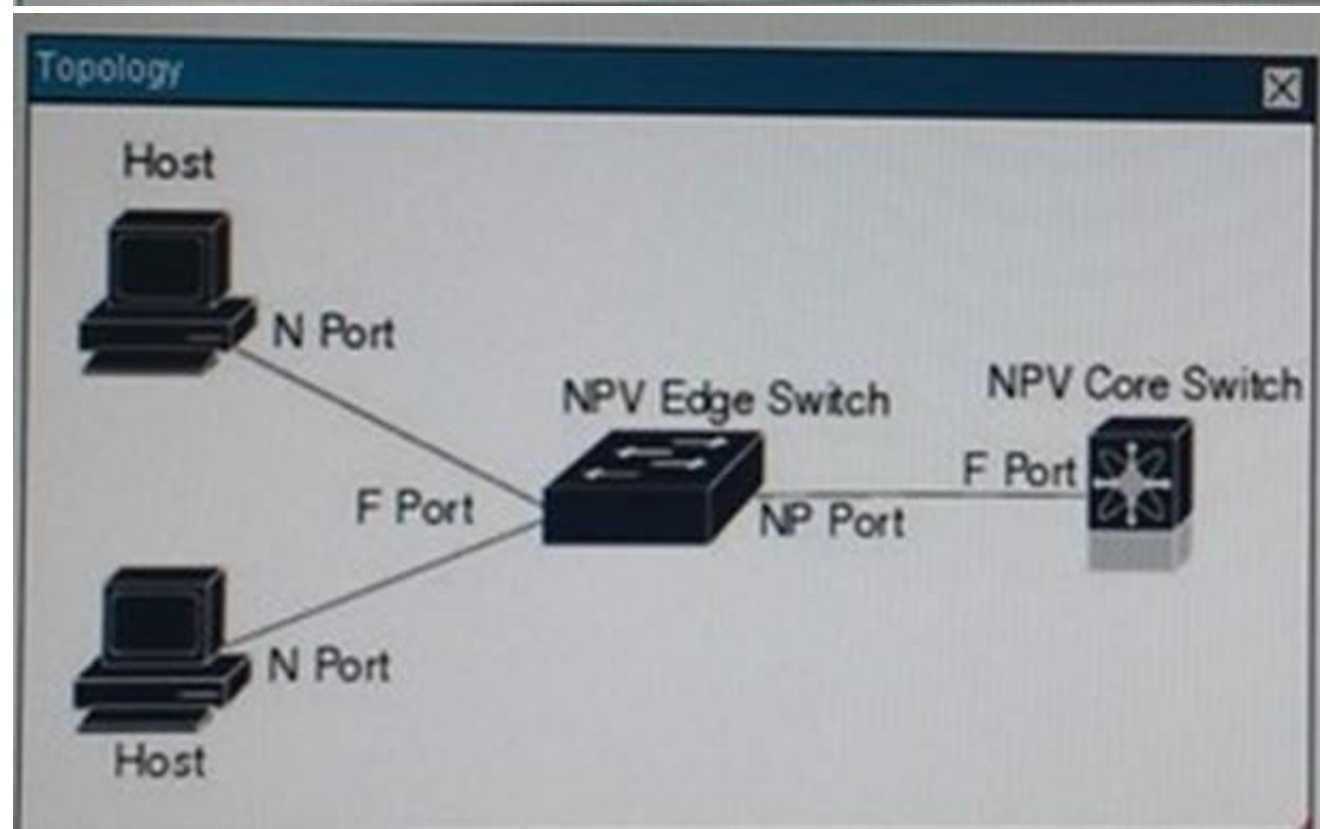 Topology
Host
N Port
NPV Edge Switch
NPV Core Switch
F Port
F Port
NP Port
N Port
Host